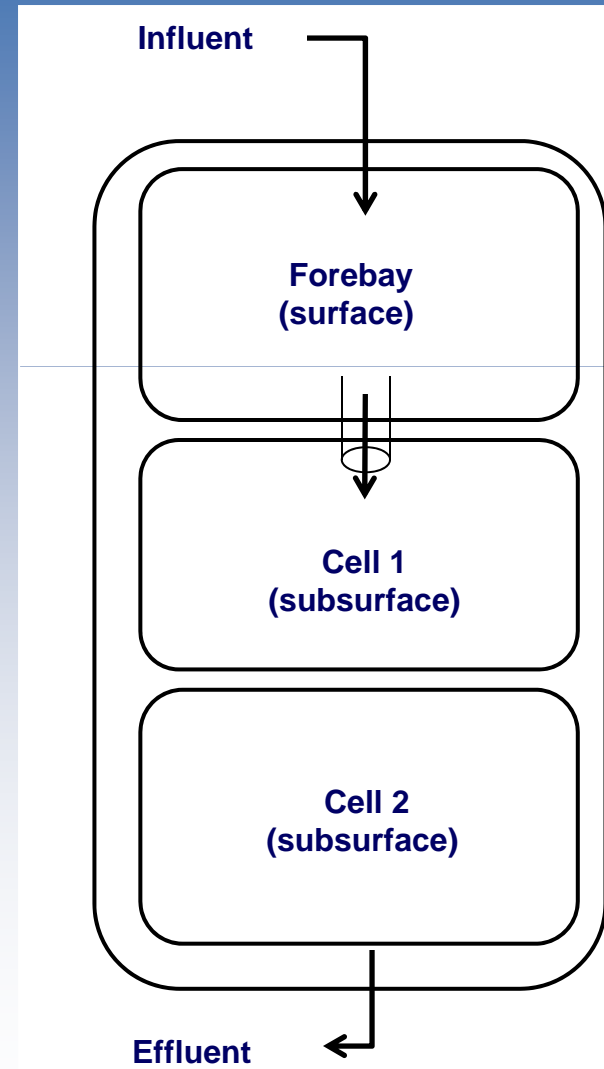 Influent
Forebay
(surface)
Cell 1
(subsurface)
Cell 2
(subsurface)
Effluent